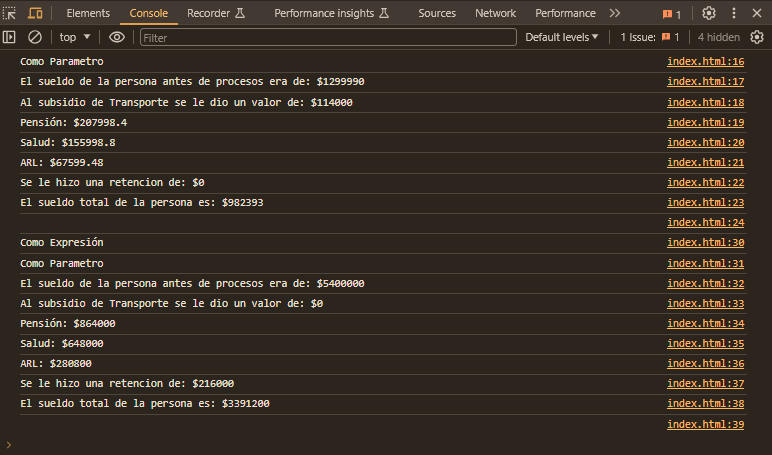 Elements Console Recorder Performance insights Sources Network Performance 1
top Filter Default levels 1 Issue: 1 4 hidden
Como Parametro index.html:16
El sueldo de la persona antes de procesos era de: $1299990 index.html:17
Al subsidio de Transporte se le dio un valor de: $114000 index.html:18
Pensión: $207998.4 index.html:19
Salud: $155998.8 index.html:20
ARL: $67599.48 index.html:21
Se le hizo una retencion de: $0 index.html:22
El sueldo total de la persona es: $982393 index.html:23
index.html:24
Como Expresión index.html:30
Como Parametro index.html:31
El sueldo de la persona antes de procesos era de: $5400000 index.html:32
Al subsidio de Transporte se le dio un valor de: $0 index.html:33
Pensión: $864000 index.html:34
Salud: $648000 index.html:35
ARL: $280800 index.html:36
Se le hizo una retencion de: $216000 index.html:37
El sueldo total de la persona es: $3391200 index.html:38
index.html:39